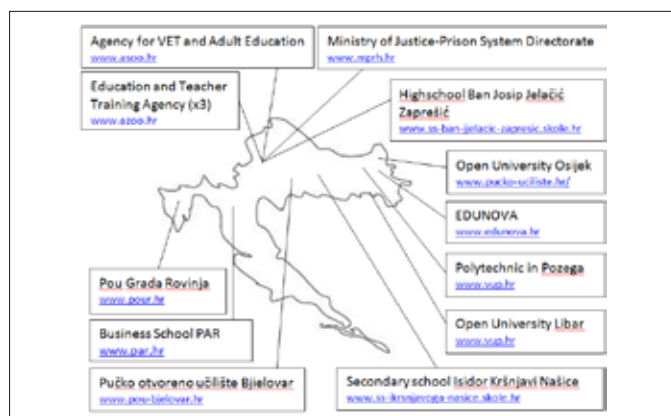 Agency for VET and Adult Education
www.asoo.hr
Ministry of Justice-Prison System Directorate
www.mprh.hr
Education and Teacher
Training Agency (x3)
www.azoo.hr
Highschool Ban Josip Jelačić
Zaprešić
www.ss-ban-jjelacic-zapresic.skole.hr
Open University Osijek
www.pucko-uciliste.hr/
EDUNOVA
www.edunova.hr
Polytechnic in Pozega
www.vup.hr
Pou Grada Rovinja
www.pour.hr
Open University Libar
www.vup.hr
Business School PAR
www.par.hr
Pučko otvoreno učilište Bjielovar
www.pou-bjelovar.hr
Secondary school Isidor Kršnjavi Našice
www.ss-ikrsnjavoga-nasice.skole.hr